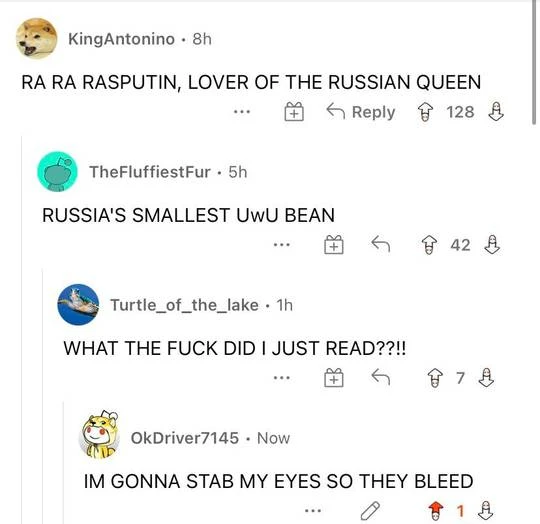 KingAntonino • 8h
RA RA RASPUTIN, LOVER OF THE RUSSIAN QUEEN
... Reply 128
TheFluffiestFur • 5h
RUSSIA'S SMALLEST UwU BEAN
... 42
Turtle_of_the_lake • 1h
WHAT THE FUCK DID I JUST READ??!!
... 7
OkDriver7145 • Now
IM GONNA STAB MY EYES SO THEY BLEED
... 1